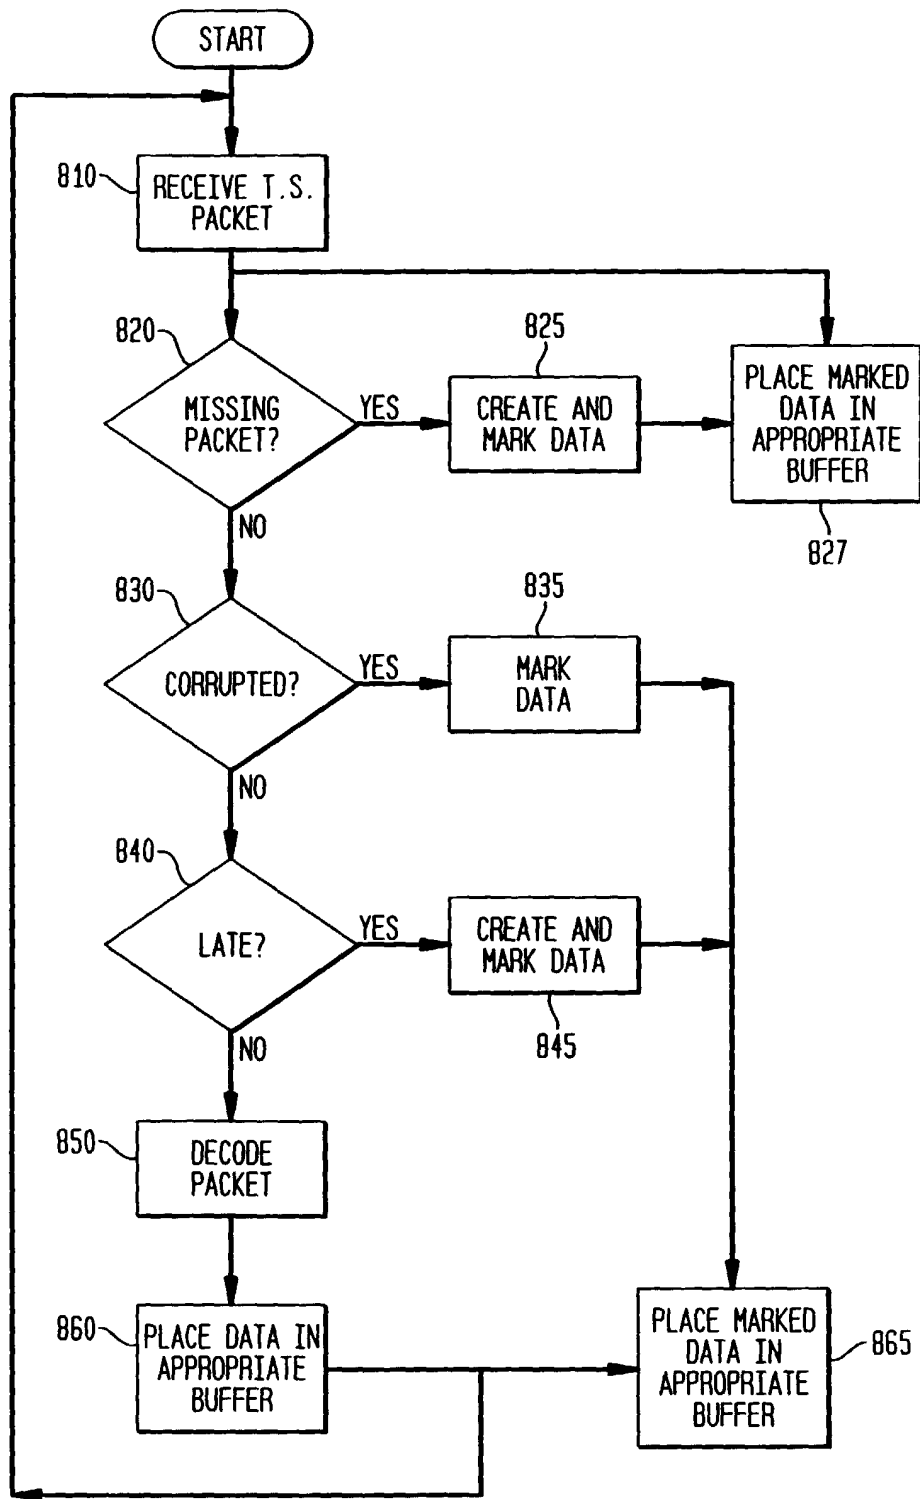 START
810
RECEIVE T.S.
PACKET
820
MISSING
PACKET?
YES
825
CREATE AND
MARK DATA
PLACE MARKED
DATA IN
APPROPRIATE
BUFFER
827
NO
830
CORRUPTED?
YES
835
MARK
DATA
NO
840
LATE?
YES
CREATE AND
MARK DATA
845
NO
850
DECODE
PACKET
860
PLACE DATA IN
APPROPRIATE
BUFFER
PLACE MARKED
DATA IN
APPROPRIATE
BUFFER
865